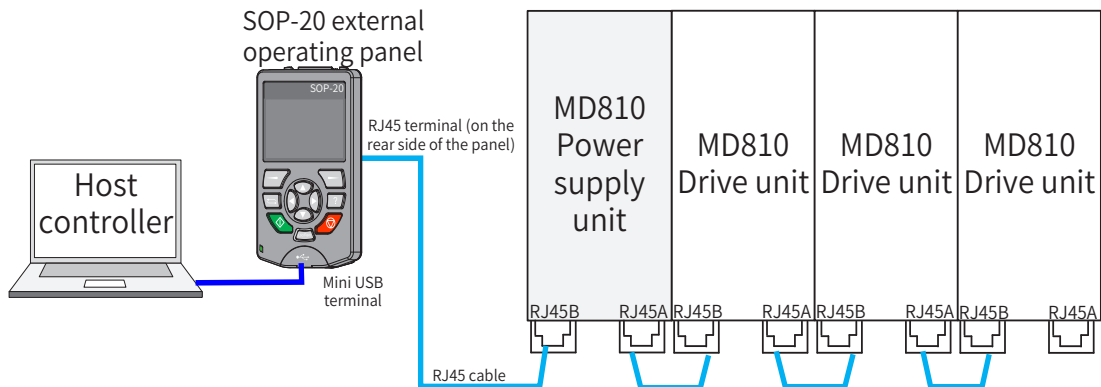 SOP-20 external
operating panel
SOP-20
RJ45 terminal (on the
rear side of the panel)
Host
controller
Mini USB
terminal
RJ45 cable
MD810
Power
supply
unit
MD810
Drive unit
MD810
Drive unit
MD810
Drive unit
RJ45B
RJ45A
RJ45B
RJ45A
RJ45B
RJ45A
RJ45B
RJ45A